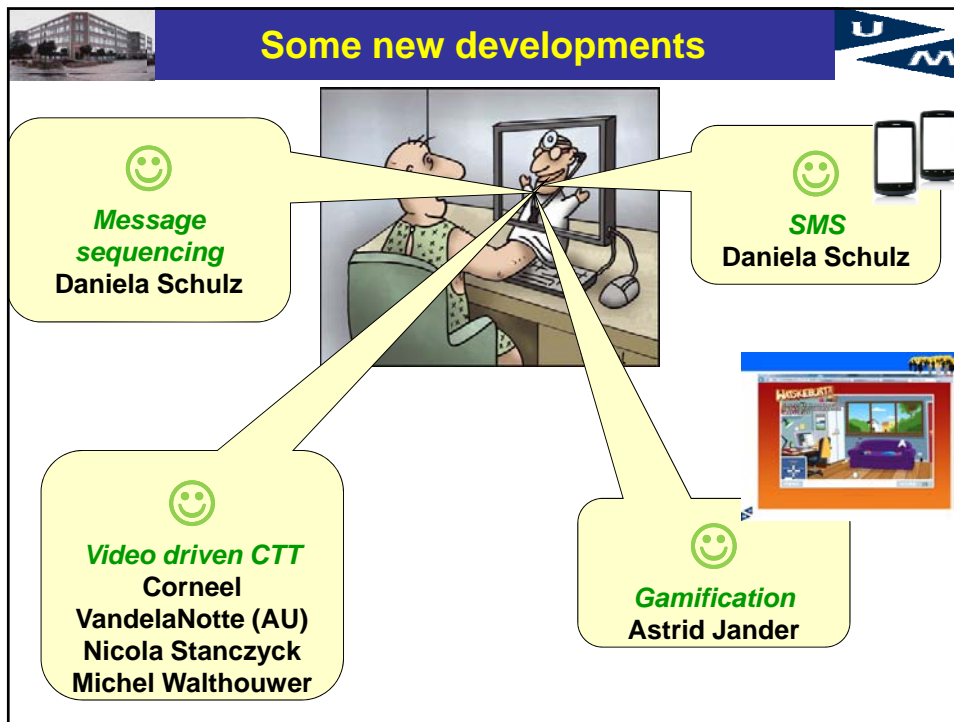 Some new developments
U
M
Message
sequencing
Daniela Schulz
SMS
Daniela Schulz
Video driven CTT
Corneel
VandelaNotte (AU)
Nicola Stanczyck
Michel Walthouwer
Gamification
Astrid Jander